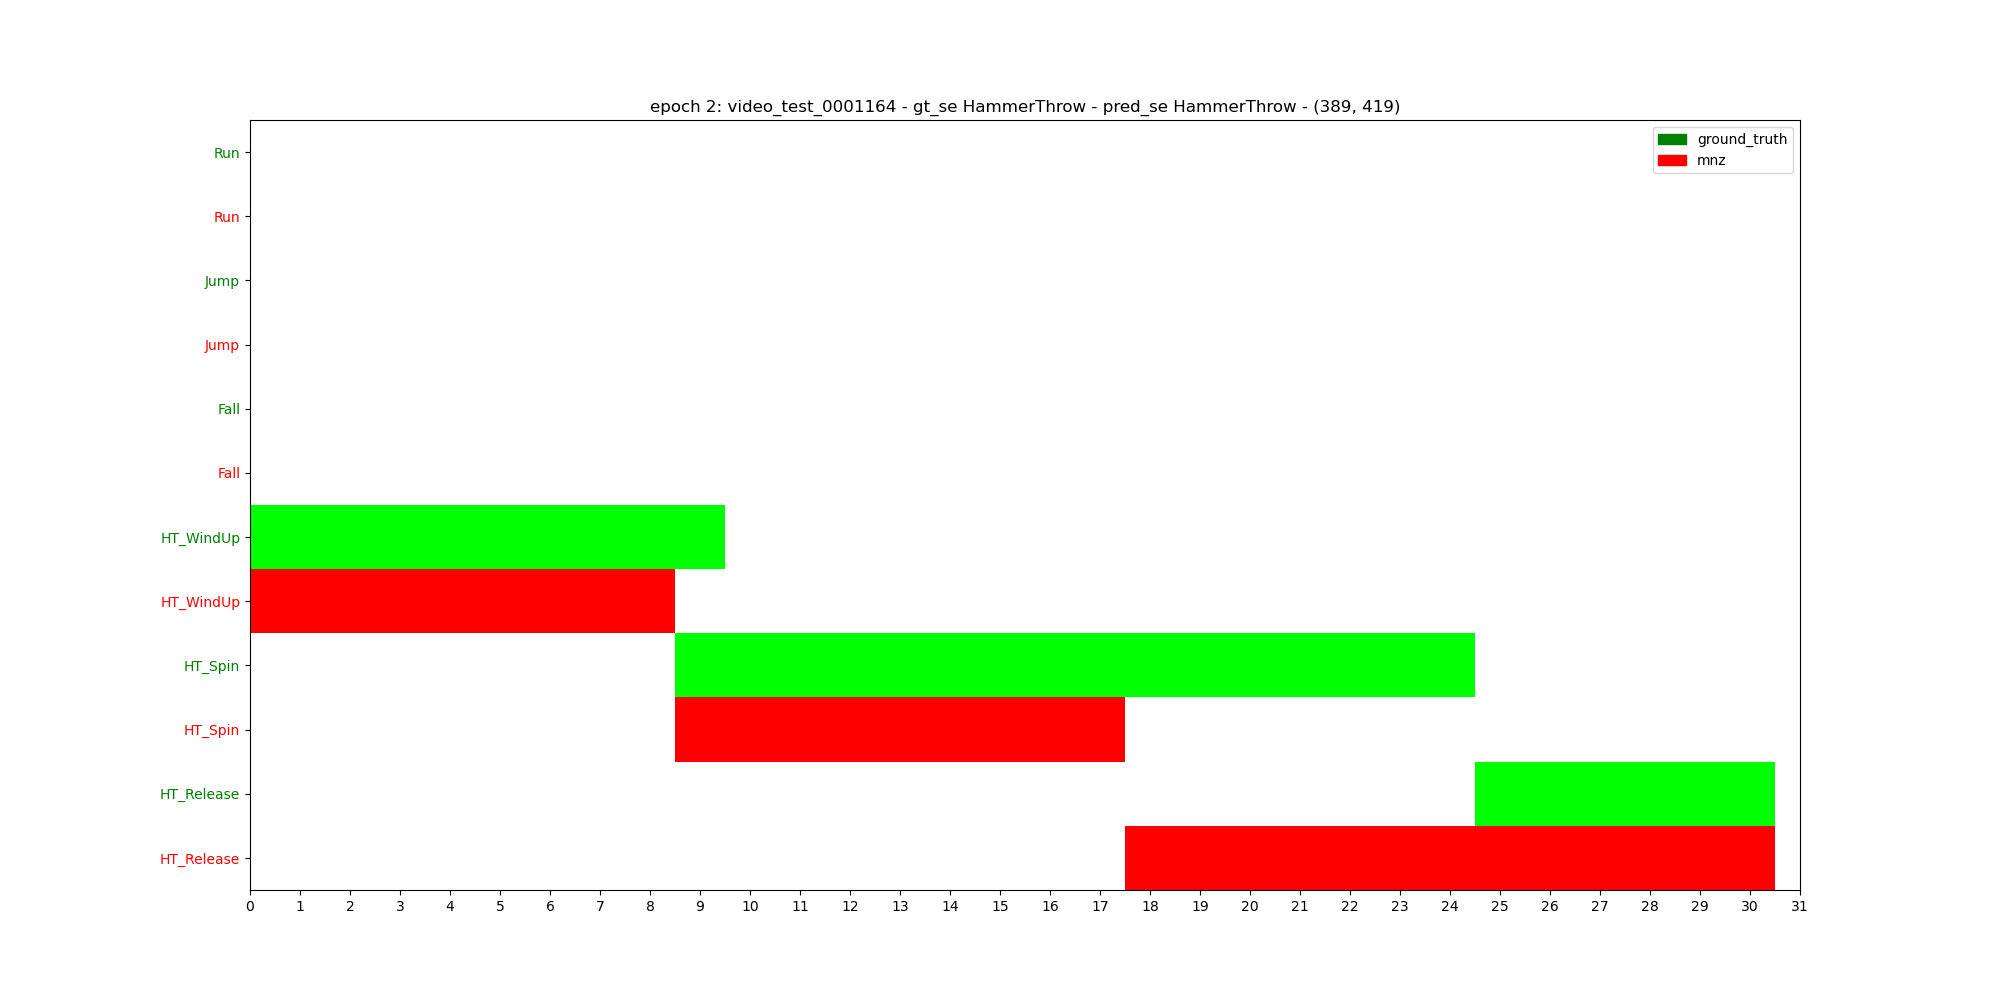 epoch 2: video_test_0001164 - gt_se HammerThrow - pred_se HammerThrow - (389, 419)
ground_truth
mnz
Run
Run
Jump
Jump
Fall
Fall
HT_WindUp
HT_WindUp
HT_Spin
HT_Spin
HT_Release
HT_Release
0 1 2 3 4 5 6 7 8 9 10 11 12 13 14 15 16 17 18 19 20 21 22 23 24 25 26 27 28 29 30 31